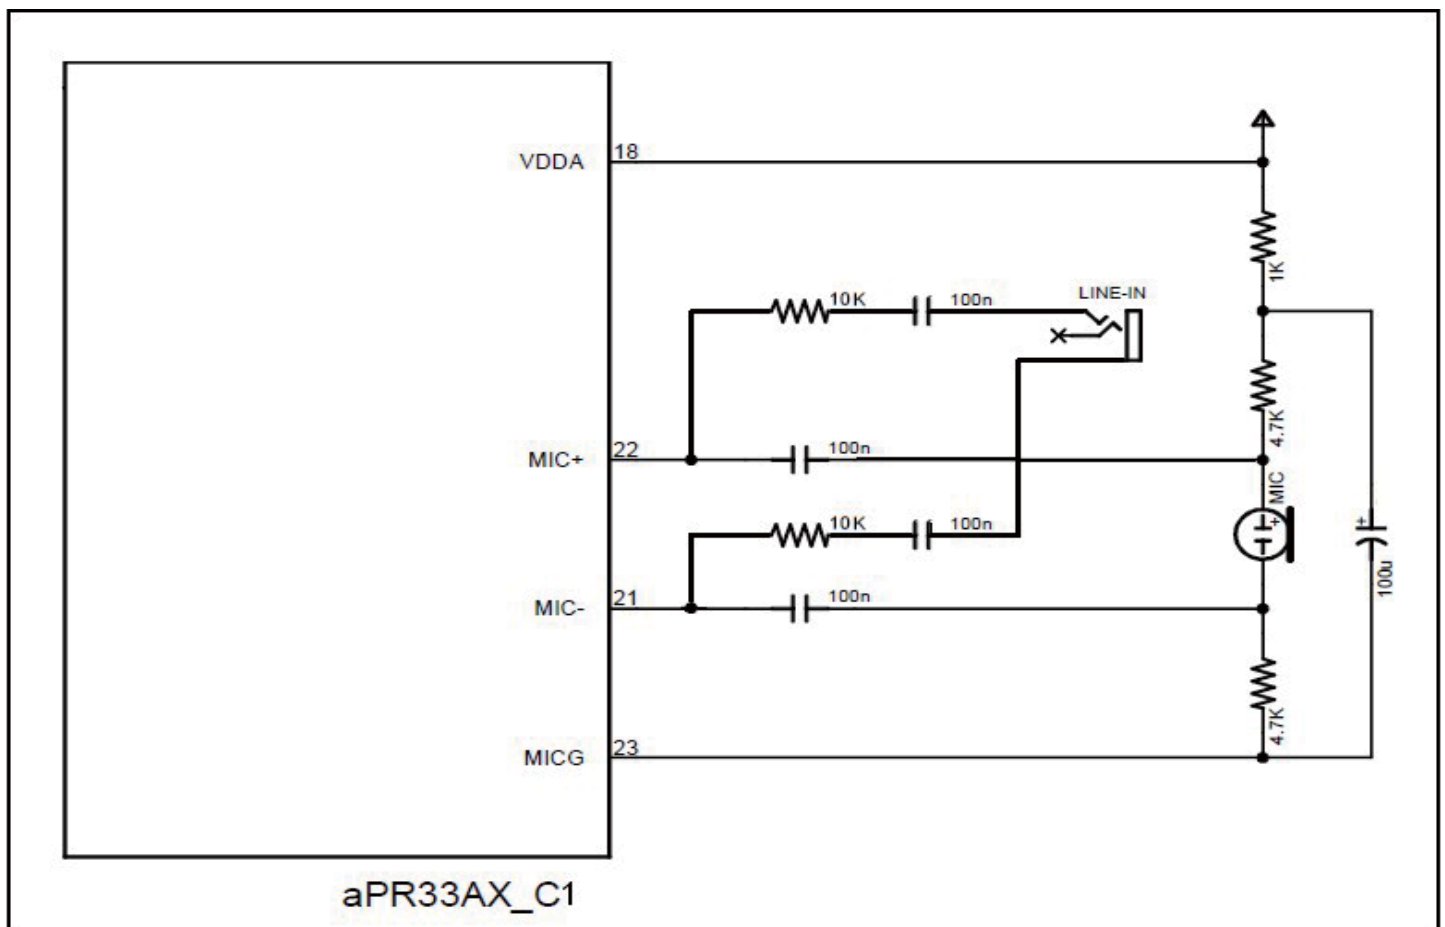 VDDA 18
1K
10K 100n LINE-IN
4.7K
MIC+ 22 100n
MIC
+
10K 100n
+
100u
MIC- 21 100n
4.7K
MICG 23
aPR33AX_C1